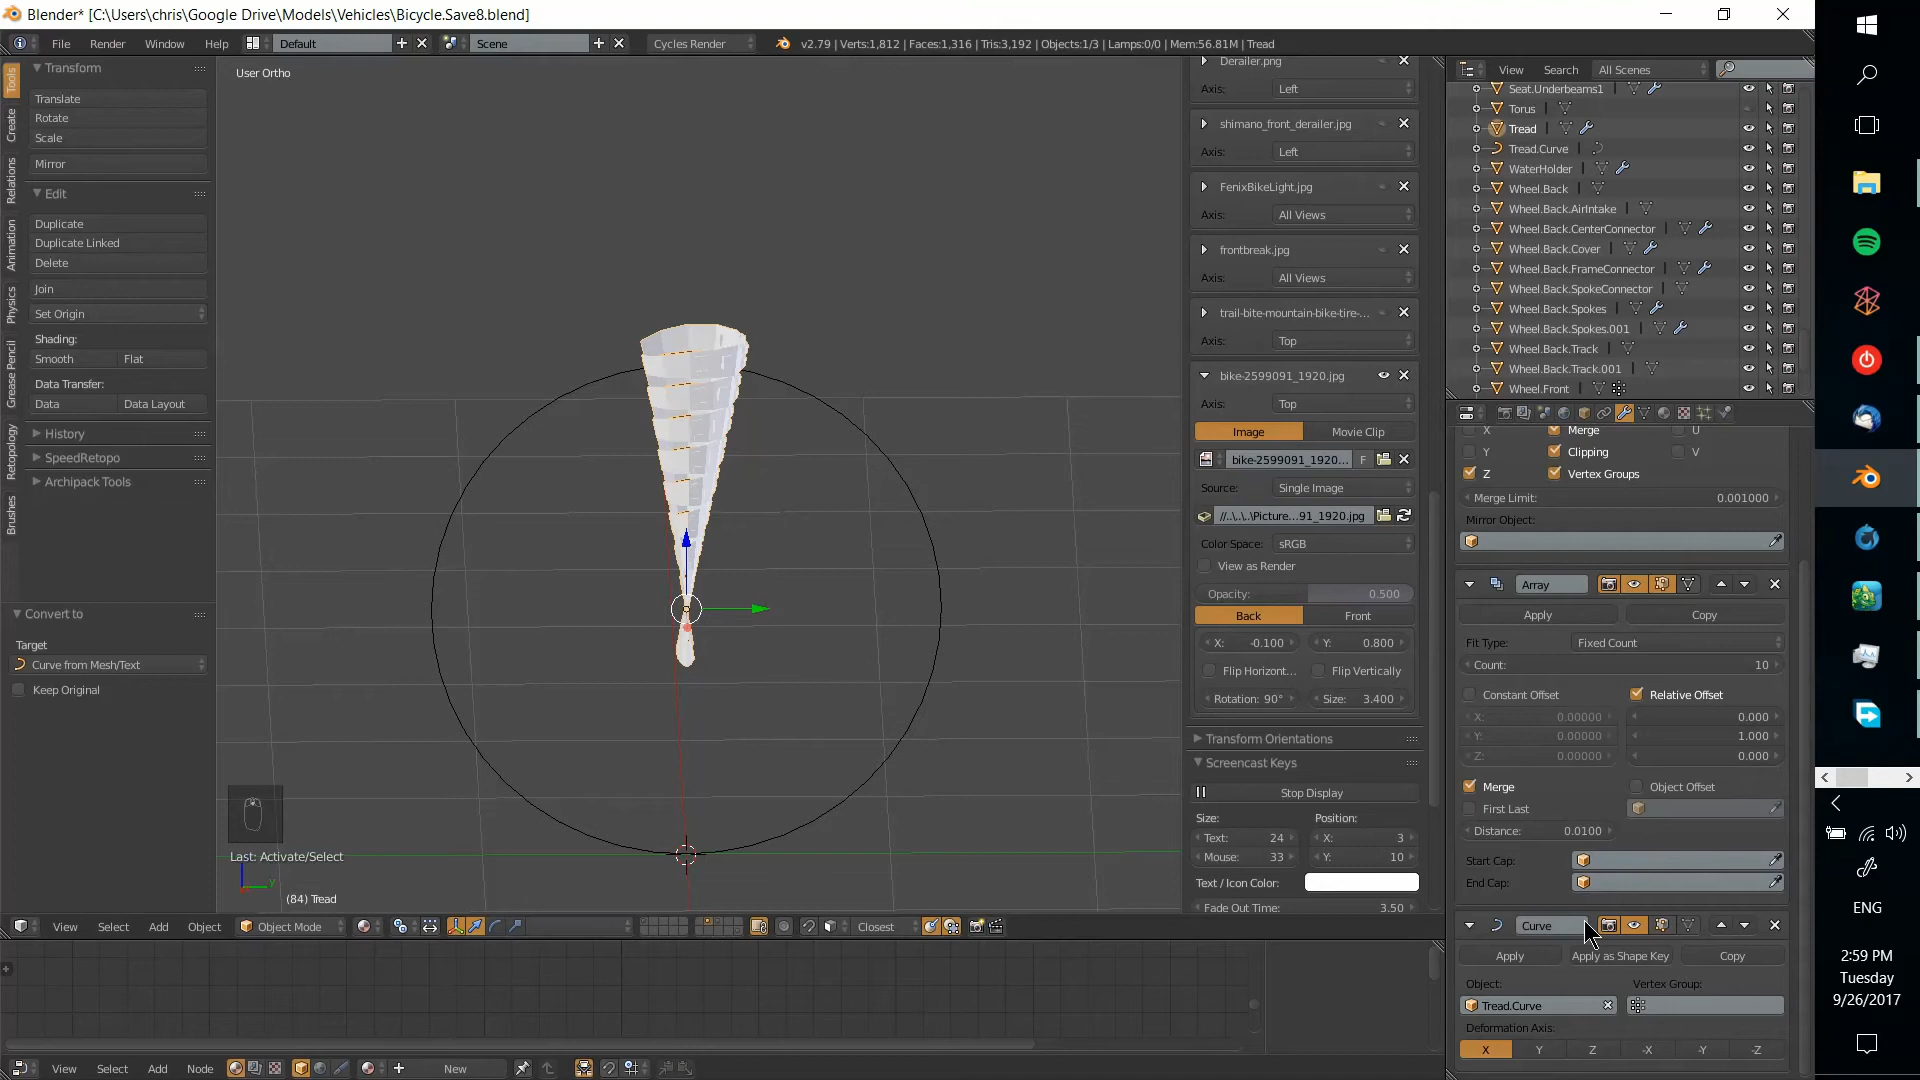 Blender* [C:\Users\chris\Google Drive\Models\Vehicles\Bicycle.Save8.blend]
File Render Window Help Default Scene Cycles Render v2.79 | Verts:1,812 | Faces:1,316 | Tris:3,192 | Objects:1/3 | Lamps:0/0 | Mem:56.81M | Tread
Tools
Create
Relations
Animation
Physics
Grease Pencil
Retopology
Brushes
Transform
Translate
Rotate
Scale
Mirror
Edit
Duplicate
Duplicate Linked
Delete
Join
Set Origin
Shading:
Smooth Flat
Data Transfer:
Data Data Layout
History
SpeedRetopo
Archipack Tools
Convert to
Target
Curve from Mesh/Text
Keep Original
User Ortho
Last: Activate/Select
Y
(84) Tread
View Select Add Object Object Mode Closest
View Select Add Node New
Derailer.png
Axis: Left
shimano_front_derailer.jpg
Axis: Left
FenixBikeLight.jpg
Axis: All Views
frontbreak.jpg
Axis: All Views
trail-bite-mountain-bike-tire-...
Axis: Top
bike-2599091_1920.jpg
Axis: Top
Image Movie Clip
bike-2599091_1920... F
Source: Single Image
//..\..\..\Picture...91_1920.jpg
Color Space: sRGB
View as Render
Opacity: 0.500
Back Front
X: -0.100 Y: 0.800
Flip Horizont... Flip Vertically
Rotation: 90° Size: 3.400
Transform Orientations
Screencast Keys
Stop Display
Size: Position:
Text: 24 X: 3
Mouse: 33 Y: 10
Text / Icon Color:
Fade Out Time: 3.50
View Search All Scenes
Seat.Underbeams1
Torus
Tread
Tread.Curve
WaterHolder
Wheel.Back
Wheel.Back.AirIntake
Wheel.Back.CenterConnector
Wheel.Back.Cover
Wheel.Back.FrameConnector
Wheel.Back.SpokeConnector
Wheel.Back.Spokes
Wheel.Back.Spokes.001
Wheel.Back.Track
Wheel.Back.Track.001
Wheel.Front
X Merge U
Y Clipping V
Z Vertex Groups
Merge Limit: 0.001000
Mirror Object:
Array
Apply Copy
Fit Type: Fixed Count
Count: 10
Constant Offset Relative Offset
X: 0.00000 0.000
Y: 0.00000 1.000
Z: 0.00000 0.000
Merge Object Offset
First Last
Distance: 0.0100
Start Cap:
End Cap:
Curve
Apply Apply as Shape Key Copy
Object: Vertex Group:
Tread.Curve
Deformation Axis:
X Y Z -X -Y -Z
ENG
2:59 PM
Tuesday
9/26/2017